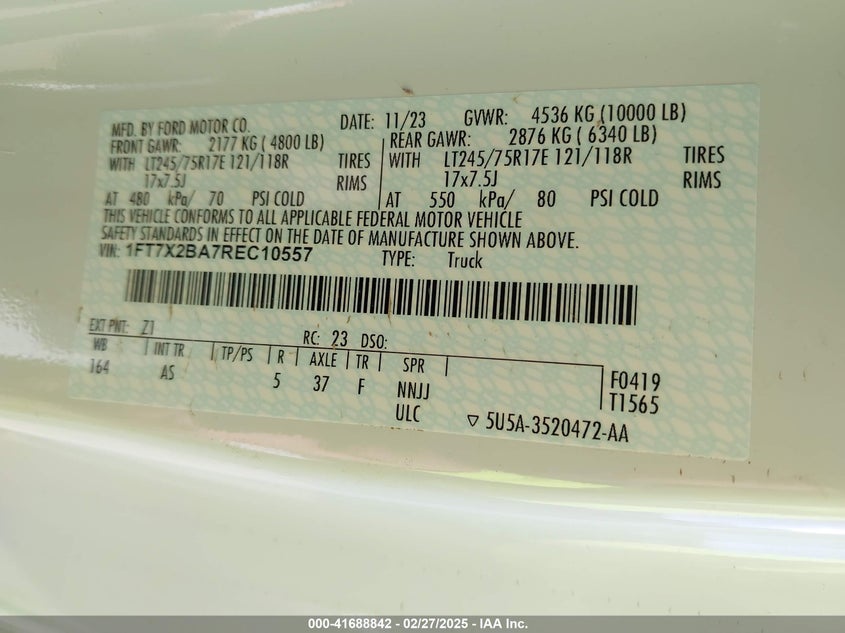 MFD. BY FORD MOTOR CO. DATE: 11/23 GVWR: 4536 KG (10000 LB)
FRONT GAWR: 2177 KG ( 4800 LB) REAR GAWR: 2876 KG ( 6340 LB)
WITH LT245/75R17E 121/118R TIRES WITH LT245/75R17E 121/118R TIRES
17x7.5J RIMS 17x7.5J RIMS
AT 480 kPa/ 70 PSI COLD AT 550 kPa/ 80 PSI COLD
THIS VEHICLE CONFORMS TO ALL APPLICABLE FEDERAL MOTOR VEHICLE
SAFETY STANDARDS IN EFFECT ON THE DATE OF MANUFACTURE SHOWN ABOVE.
VIN: 1FT7X2BA7REC10557 TYPE: Truck
EXT PNT: Z1 RC: 23 DSO:
WB INT TR TP/PS R AXLE TR SPR
164 AS 5 37 F NNJJ F0419
ULC T1565
▽ 5U5A-3520472-AA
000-41688842 - 02/27/2025 - IAA Inc.